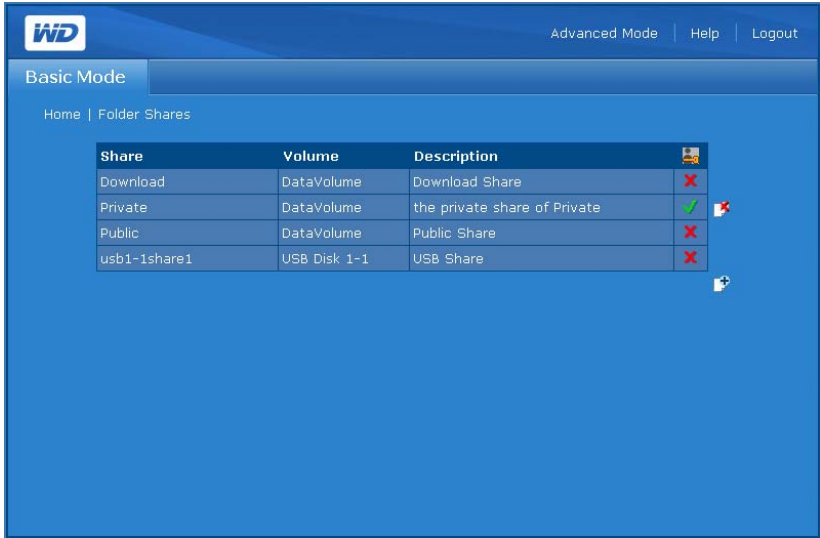 WD
Advanced Mode | Help | Logout
Basic Mode
Home | Folder Shares
Share Volume Description
Download DataVolume Download Share
Private DataVolume the private share of Private
Public DataVolume Public Share
usb1-1share1 USB Disk 1-1 USB Share